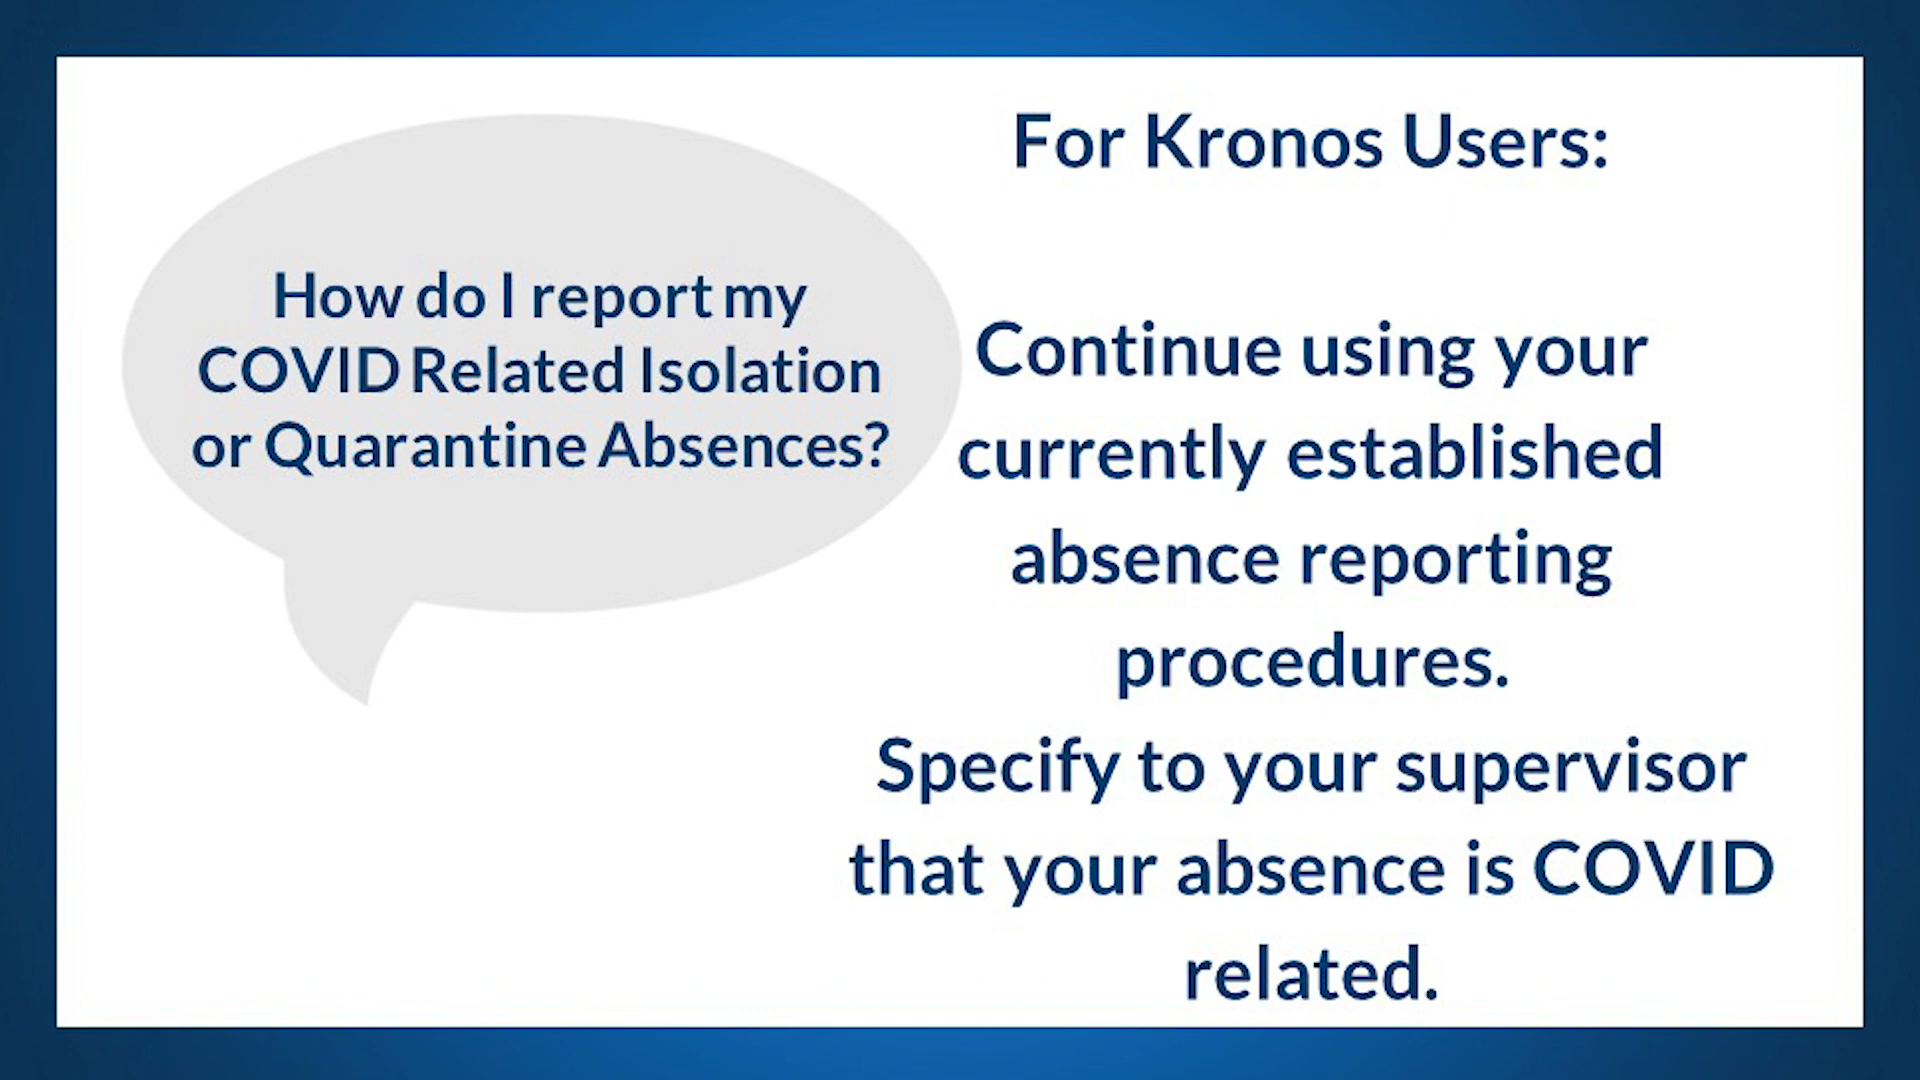 How do I report my
COVID Related Isolation
or Quarantine Absences?
For Kronos Users:
Continue using your
currently established
absence reporting
procedures.
Specify to your supervisor
that your absence is COVID
related.